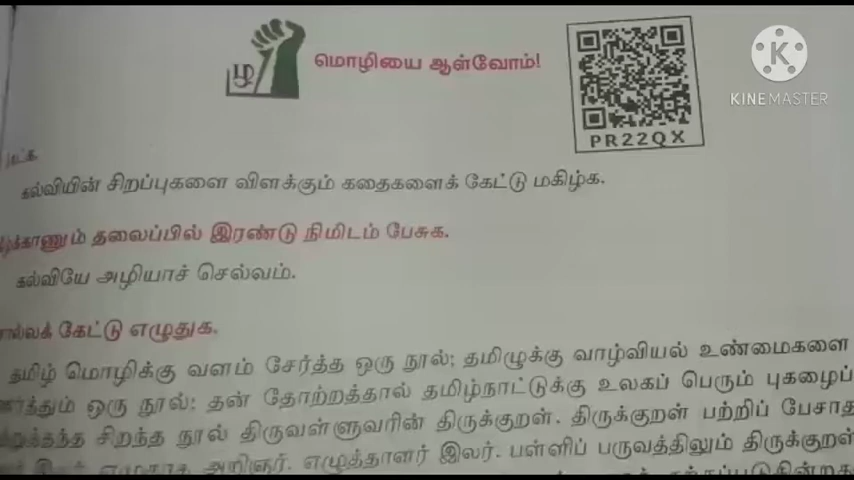 மொழியை ஆள்வோம்!
KINEMASTER
PR22QX
கல்வியின் சிறப்புகளை விளக்கும் கதைகளைக் கேட்டு மகிழ்க.
தலைப்பில் இரண்டு நிமிடம் பேசுக.
கல்வியே அழியாச் செல்வம்.
கேட்டு எழுதுக.
தமிழ் மொழிக்கு வளம் சேர்த்த ஒரு நூல்; தமிழுக்கு வாழ்வியல் உண்மைகளை
ஒரு நூல்; தன் தோற்றத்தால் தமிழ்நாட்டுக்கு உலகப் பெரும் புகழைப்
சிறந்த நூல் திருவள்ளுவரின் திருக்குறள். திருக்குறள் பற்றிப் பேசாத
அறிஞர். எழுத்தாளர் இலர். பள்ளிப் பருவத்திலும் திருக்குறள்